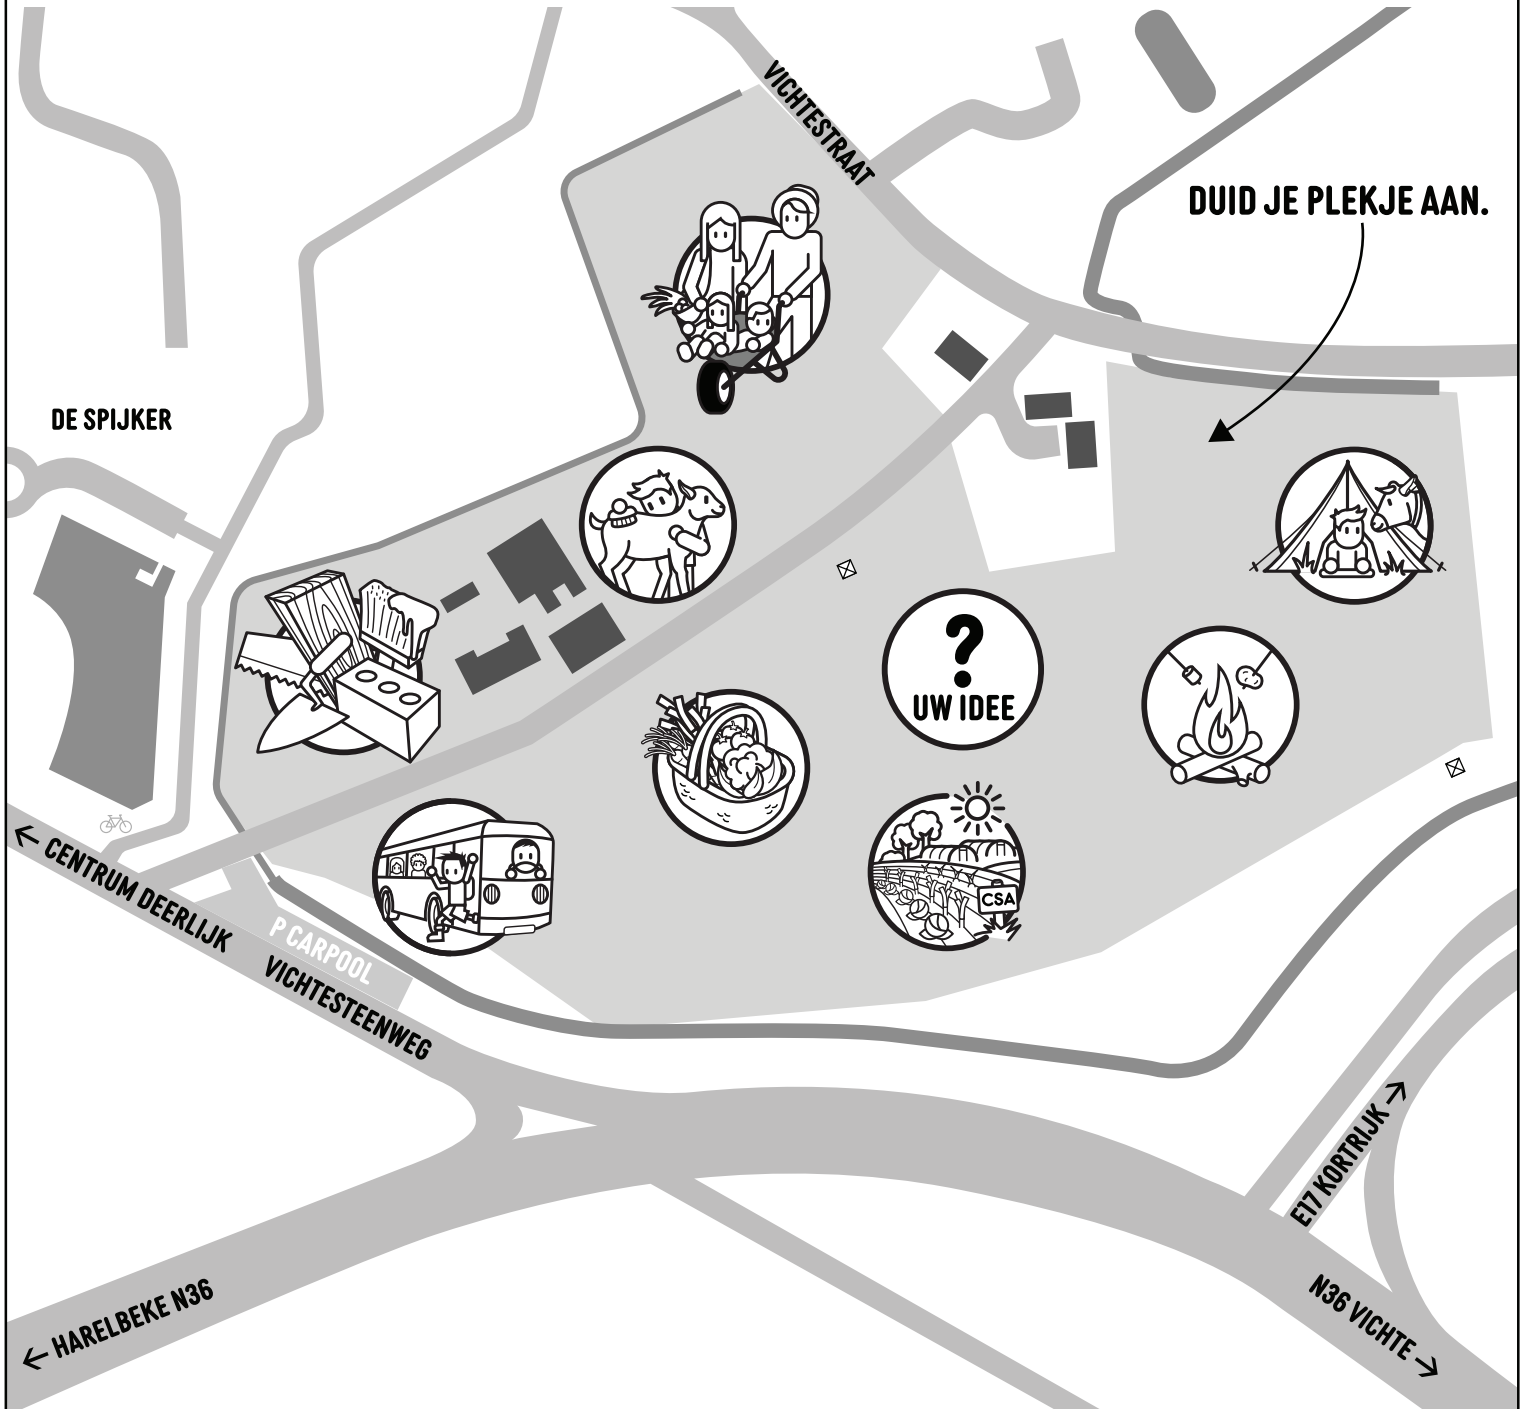 VICHTESTRAAT
DUID JE PLEKJE AAN.
DE SPIJKER
?
UW IDEE
CSA
← CENTRUM DEERLIJK
P CARPOOL
VICHTESTEENWEG
E17 KORTRIJK →
← HARELBEKE N36
N36 VICHTE →